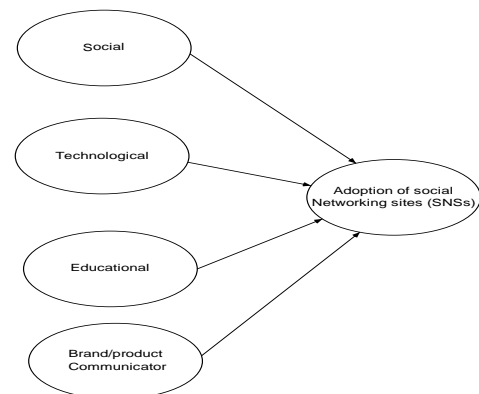 Social
Technological
Adoption of social
Networking sites (SNSs)
Educational
Brand/product
Communicator